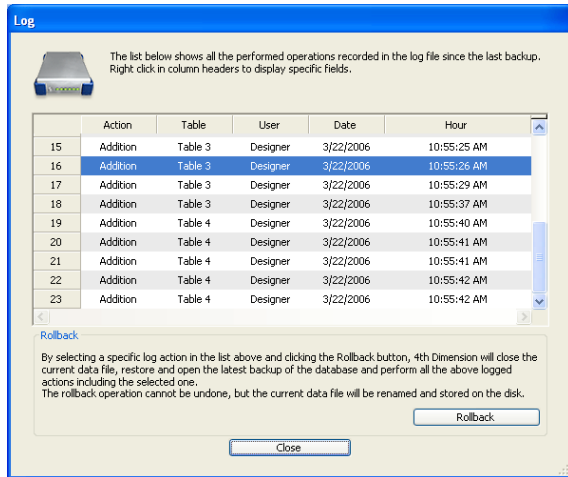 Log
The list below shows all the performed operations recorded in the log file since the last backup.
Right click in column headers to display specific fields.
Action Table User Date Hour
15 Addition Table 3 Designer 3/22/2006 10:55:25 AM
16 Addition Table 3 Designer 3/22/2006 10:55:26 AM
17 Addition Table 3 Designer 3/22/2006 10:55:29 AM
18 Addition Table 3 Designer 3/22/2006 10:55:37 AM
19 Addition Table 4 Designer 3/22/2006 10:55:40 AM
20 Addition Table 4 Designer 3/22/2006 10:55:41 AM
21 Addition Table 4 Designer 3/22/2006 10:55:41 AM
22 Addition Table 4 Designer 3/22/2006 10:55:42 AM
23 Addition Table 4 Designer 3/22/2006 10:55:42 AM
Rollback
By selecting a specific log action in the list above and clicking the Rollback button, 4th Dimension will close the
current data file, restore and open the latest backup of the database and perform all the above logged
actions including the selected one.
The rollback operation cannot be undone, but the current data file will be renamed and stored on the disk.
Rollback
Close